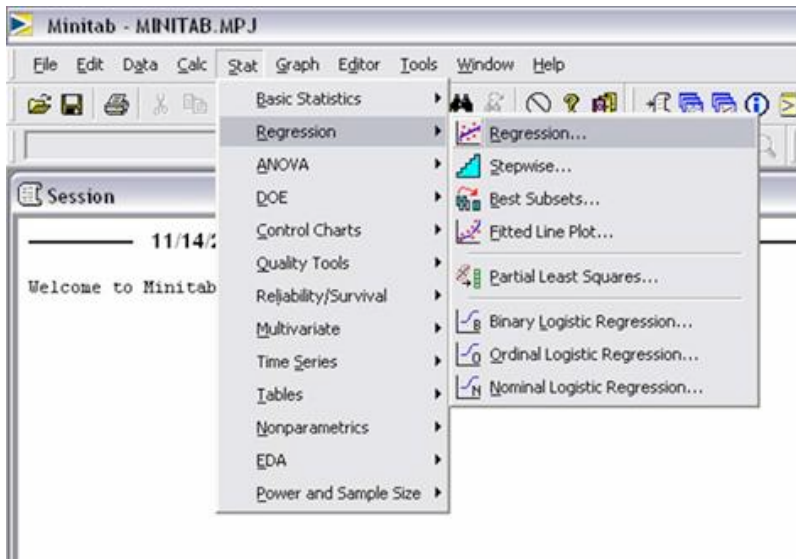 Minitab - MINITAB.MPJ
File Edit Data Calc Stat Graph Editor Tools Window Help
Basic Statistics
Regression
ANOVA
DOE
Control Charts
Quality Tools
Reliability/Survival
Multivariate
Time Series
Tables
Nonparametrics
EDA
Power and Sample Size
Regression...
Stepwise...
Best Subsets...
Fitted Line Plot...
Partial Least Squares...
Binary Logistic Regression...
Ordinal Logistic Regression...
Nominal Logistic Regression...
Session
11/14/2
Welcome to Minitab